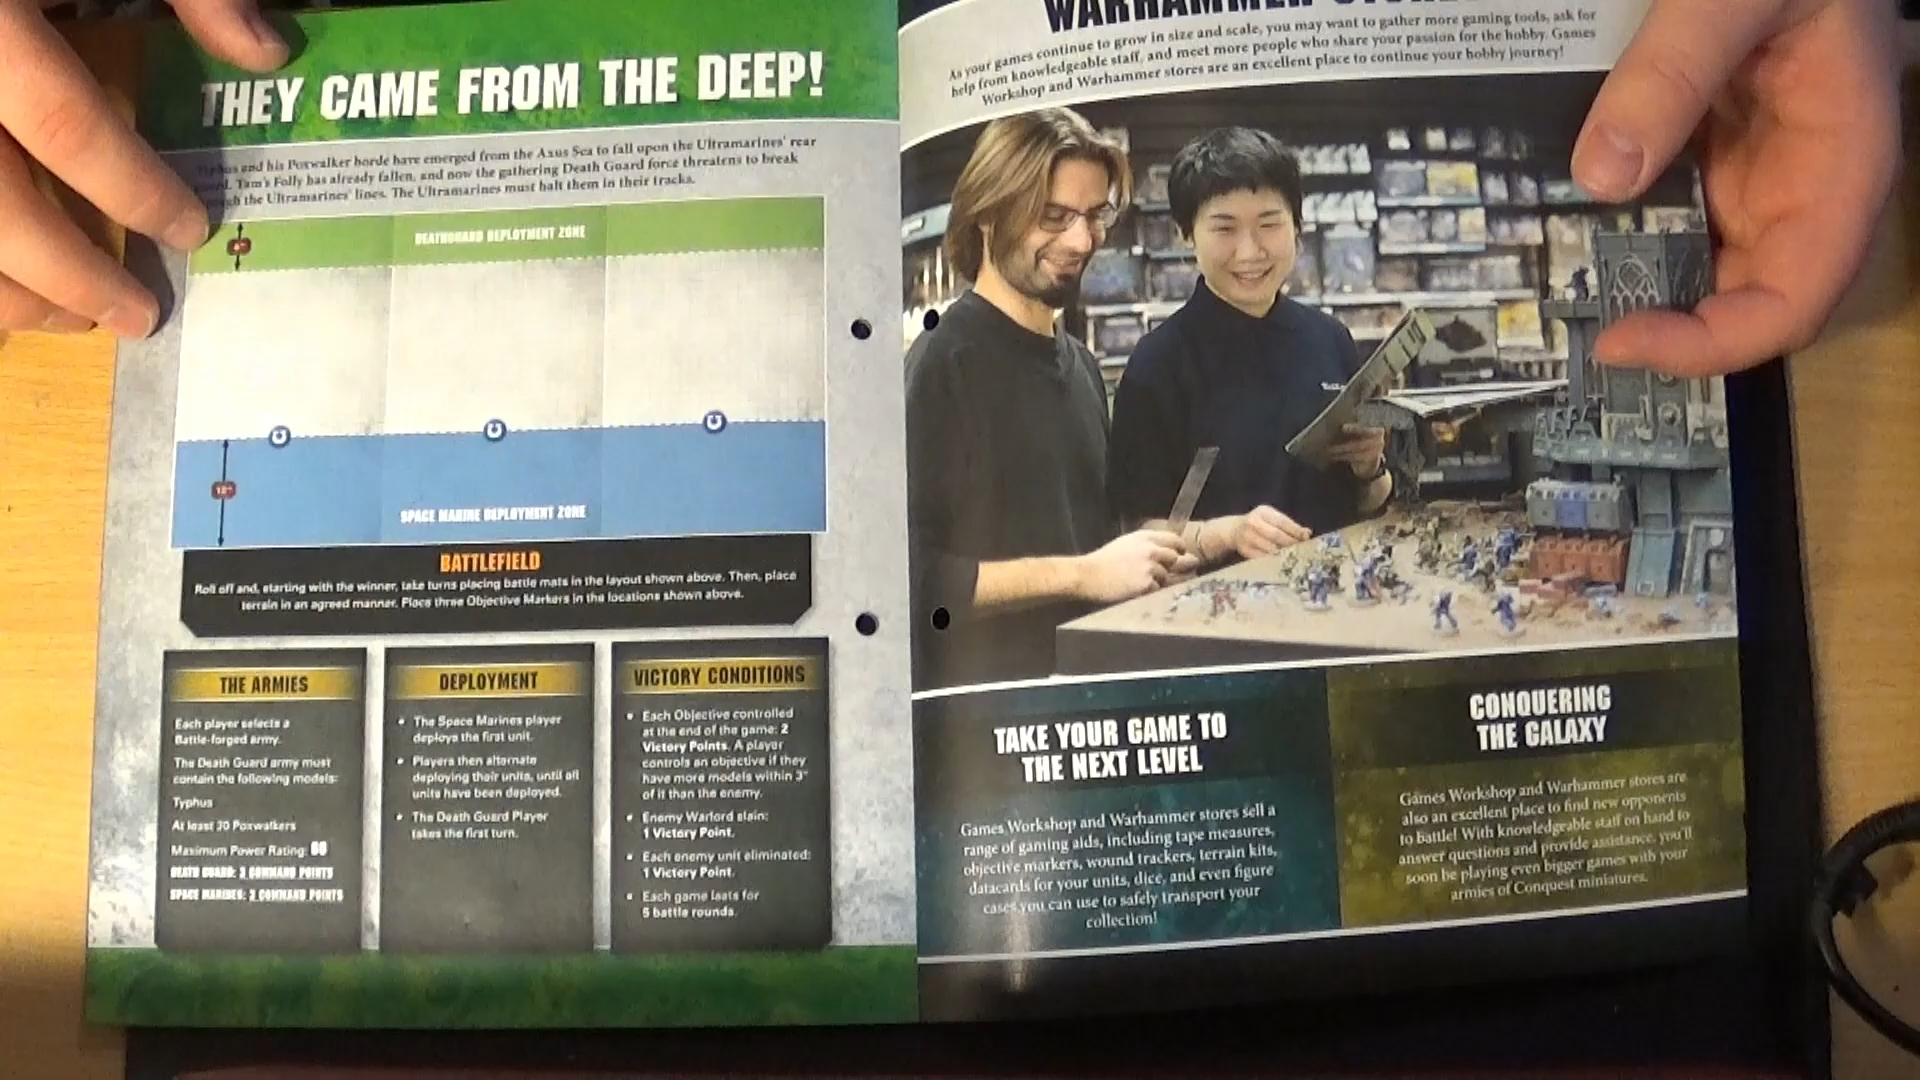 THEY CAME FROM THE DEEP!
and his Poxwalker horde have emerged from the Axus Sea to fall upon the Ultramarines' rear
Tam's Folly has already fallen, and now the gathering Death Guard force threatens to break
the Ultramarines' lines. The Ultramarines must halt them in their tracks.
DEATHGUARD DEPLOYMENT ZONE
SPACE MARINE DEPLOYMENT ZONE
BATTLEFIELD
Roll off and, starting with the winner, take turns placing battle mats in the layout shown above. Then, place
terrain in an agreed manner. Place three Objective Markers in the locations shown above.
THE ARMIES
Each player selects a
Battle-forged army.
The Death Guard army must
contain the following models:
Typhus
At least Poxwalkers
Maximum Power Rating:
DEATH GUARD: 3 COMMAND POINTS
SPACE MARINES: 3 COMMAND POINTS
DEPLOYMENT
• The Space Marines player
deploys the first unit.
• Players then alternate
deploying their units, until all
units have been deployed.
• The Death Guard Player
takes the first turn.
VICTORY CONDITIONS
• Each Objective controlled
at the end of the game: 2
Victory Points. A player
controls an objective if they
have more models within 3"
of it than the enemy.
• Enemy Warlord slain:
1 Victory Point.
• Each enemy unit eliminated:
1 Victory Point.
• Each game lasts for
5 battle rounds.
WARHAMMER
As your games continue to grow in size and scale, you may want to gather more gaming tools, ask for
help from knowledgeable staff, and meet more people who share your passion for the hobby. Games
Workshop and Warhammer stores are an excellent place to continue your hobby journey!
TAKE YOUR GAME TO
THE NEXT LEVEL
Games Workshop and Warhammer stores sell a
range of gaming aids, including tape measures,
objective markers, wound trackers, terrain kits,
datacards for your units, dice, and even figure
cases you can use to safely transport your
collection!
CONQUERING
THE GALAXY
Games Workshop and Warhammer stores are
also an excellent place to find new opponents
to battle! With knowledgeable staff on hand to
answer questions and provide assistance, you'll
soon be playing even bigger games with your
armies of Conquest miniatures.